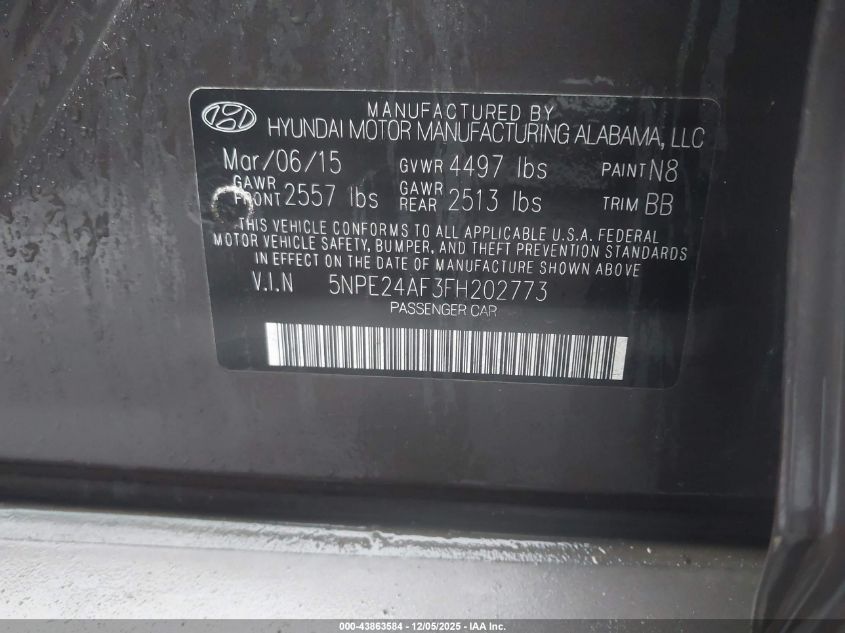 MANUFACTURED BY
HYUNDAI MOTOR MANUFACTURING ALABAMA, LLC
Mar/06/15 GVWR 4497 lbs PAINT N8
GAWR FRONT 2557 lbs GAWR REAR 2513 lbs TRIM BB
THIS VEHICLE CONFORMS TO ALL APPLICABLE U.S.A. FEDERAL
MOTOR VEHICLE SAFETY, BUMPER, AND THEFT PREVENTION STANDARDS
IN EFFECT ON THE DATE OF MANUFACTURE SHOWN ABOVE
V.I.N 5NPE24AF3FH202773
PASSENGER CAR
000-43863584 - 12/05/2025 - IAA Inc.